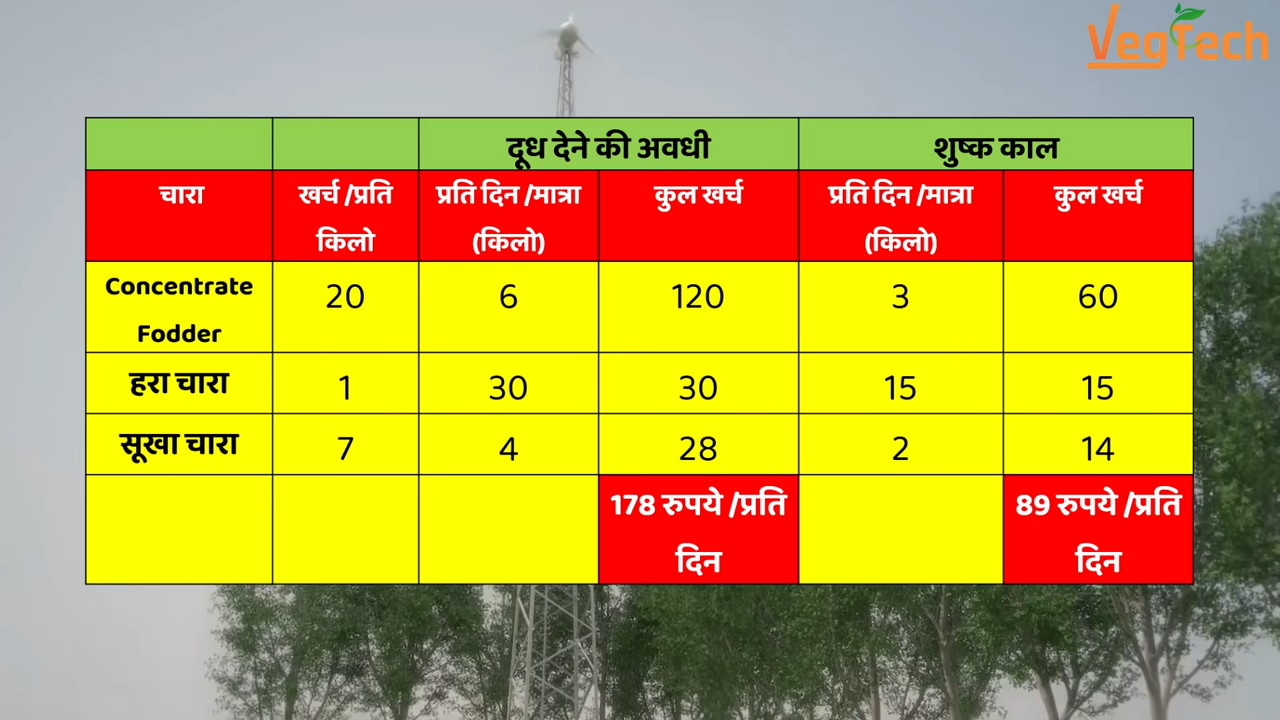 VegTech
दूध देने की अवधी शुष्क काल
चारा खर्च /प्रति किलो प्रति दिन /मात्रा (किलो) कुल खर्च प्रति दिन /मात्रा (किलो) कुल खर्च
Concentrate Fodder 20 6 120 3 60
हरा चारा 1 30 30 15 15
सूखा चारा 7 4 28 2 14
178 रुपये /प्रति दिन 89 रुपये /प्रति दिन